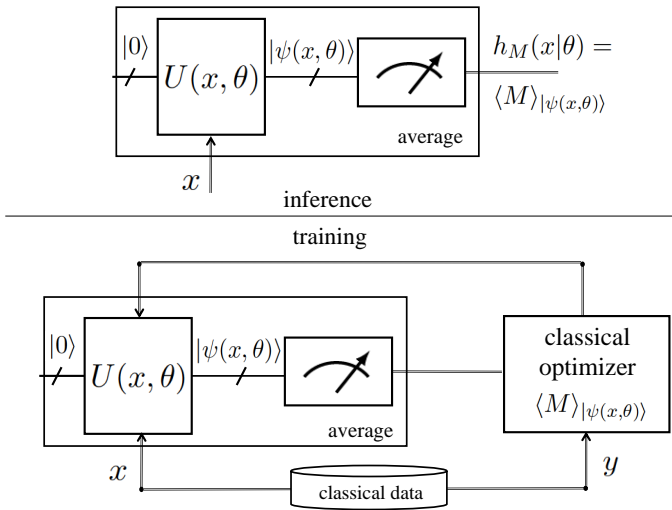 |0⟩
U(x, θ)
|ψ(x, θ)⟩
h_M(x|θ) =
⟨M⟩_{|ψ(x,θ)⟩}
average
x
inference
training
|0⟩
U(x, θ)
|ψ(x, θ)⟩
classical
optimizer
⟨M⟩_{|ψ(x,θ)⟩}
average
x
classical data
y